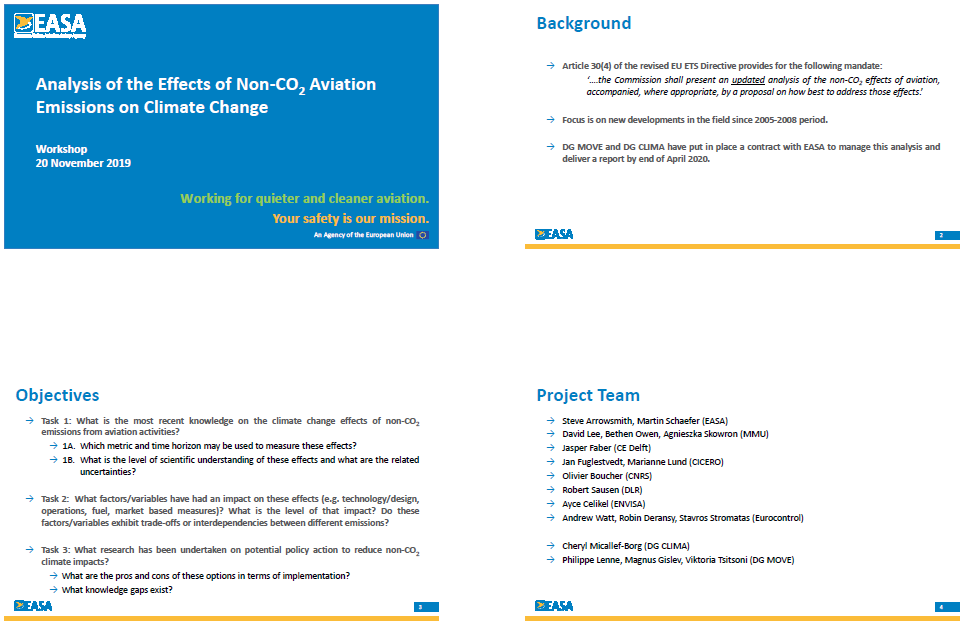 EASA
Analysis of the Effects of Non-CO2 Aviation
Emissions on Climate Change
Workshop
20 November 2019
Working for quieter and cleaner aviation.
Your safety is our mission.
An Agency of the European Union
Background
→ Article 30(4) of the revised EU ETS Directive provides for the following mandate:
‘....the Commission shall present an updated analysis of the non-CO2 effects of aviation,
accompanied, where appropriate, by a proposal on how best to address those effects.’
→ Focus is on new developments in the field since 2005-2008 period.
→ DG MOVE and DG CLIMA have put in place a contract with EASA to manage this analysis and
deliver a report by end of April 2020.
EASA
2
Objectives
→ Task 1: What is the most recent knowledge on the climate change effects of non-CO2
emissions from aviation activities?
→ 1A. Which metric and time horizon may be used to measure these effects?
→ 1B. What is the level of scientific understanding of these effects and what are the related
uncertainties?
→ Task 2: What factors/variables have had an impact on these effects (e.g. technology/design,
operations, fuel, market based measures)? What is the level of that impact? Do these
factors/variables exhibit trade-offs or interdependencies between different emissions?
→ Task 3: What research has been undertaken on potential policy action to reduce non-CO2
climate impacts?
→ What are the pros and cons of these options in terms of implementation?
→ What knowledge gaps exist?
EASA
3
Project Team
→ Steve Arrowsmith, Martin Schaefer (EASA)
→ David Lee, Bethen Owen, Agnieszka Skowron (MMU)
→ Jasper Faber (CE Delft)
→ Jan Fuglestvedt, Marianne Lund (CICERO)
→ Olivier Boucher (CNRS)
→ Robert Sausen (DLR)
→ Ayce Celikel (ENVISA)
→ Andrew Watt, Robin Deransy, Stavros Stromatas (Eurocontrol)
→ Cheryl Micallef-Borg (DG CLIMA)
→ Philippe Lenne, Magnus Gislev, Viktoria Tsitsoni (DG MOVE)
EASA
4